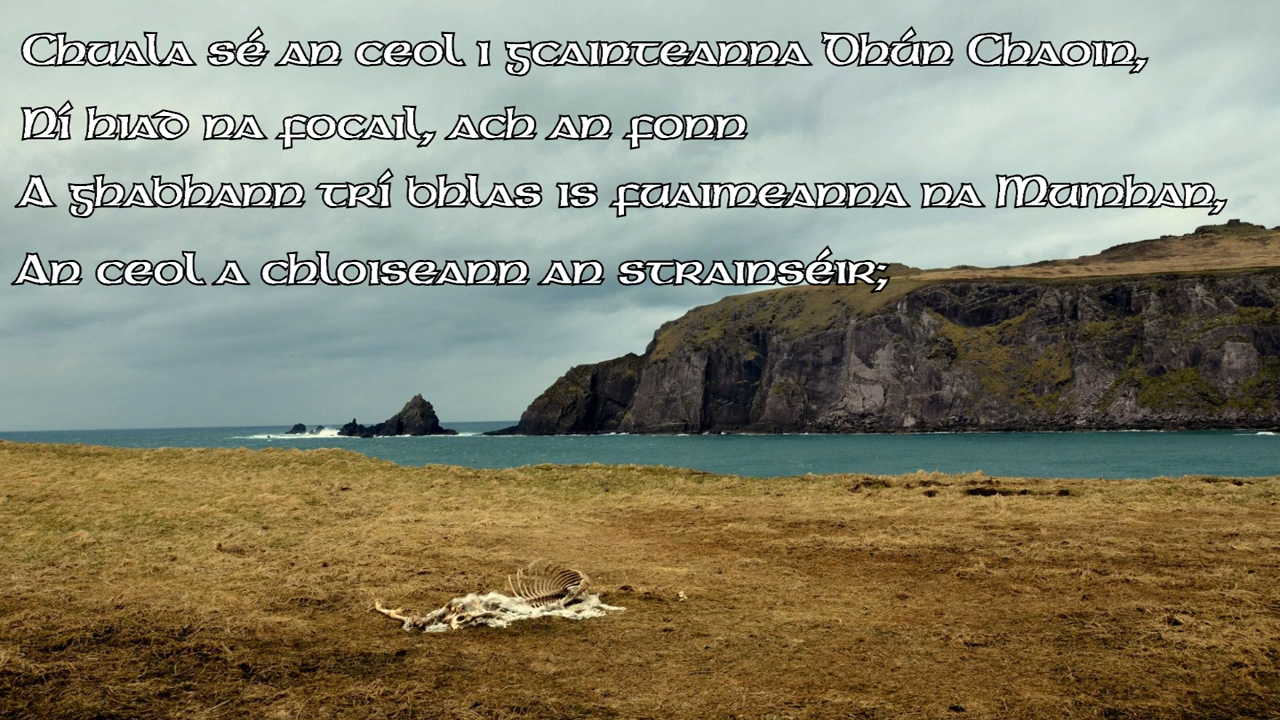 Chuala sé an ceol i gcainteanna Dhún Chaoin,
Ní hiad na focail, ach an fonn
A ghabhann trí bhlas is fuaimeanna na Mumhan,
An ceol a chloiseann an strainséir;